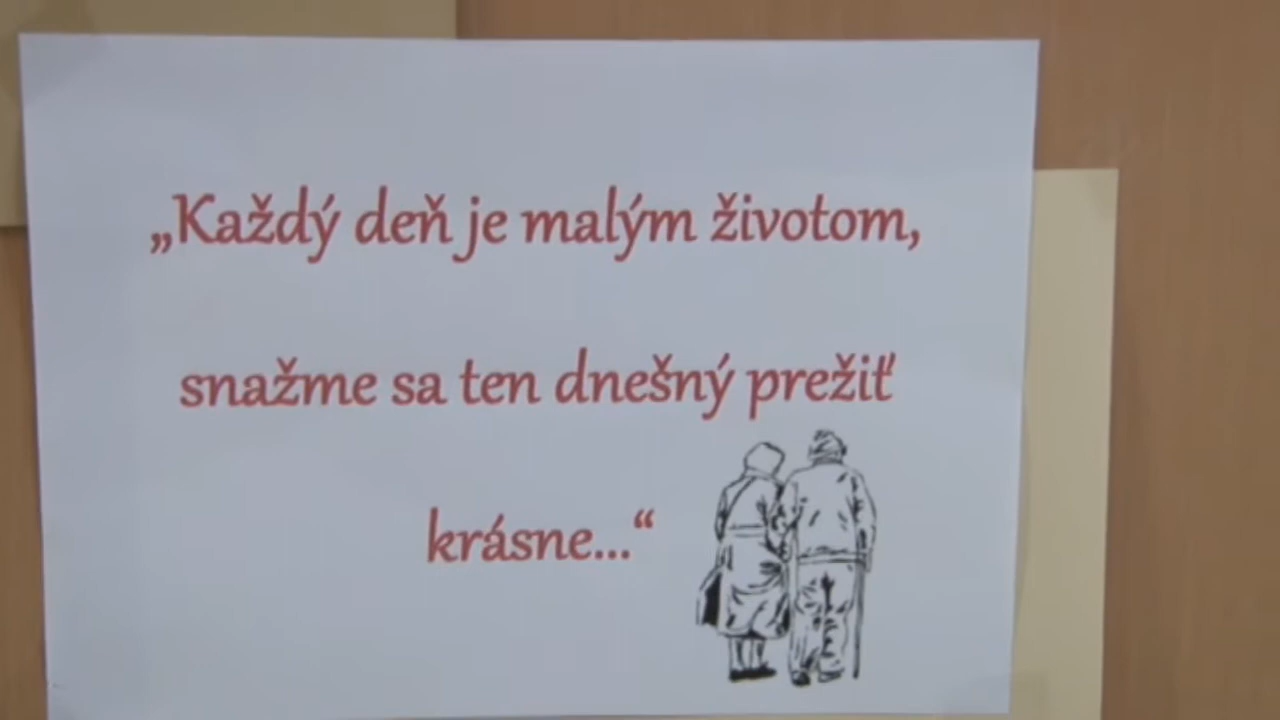 „Každý deň je malým životom,
snažme sa ten dnešný prežiť
krásne...“